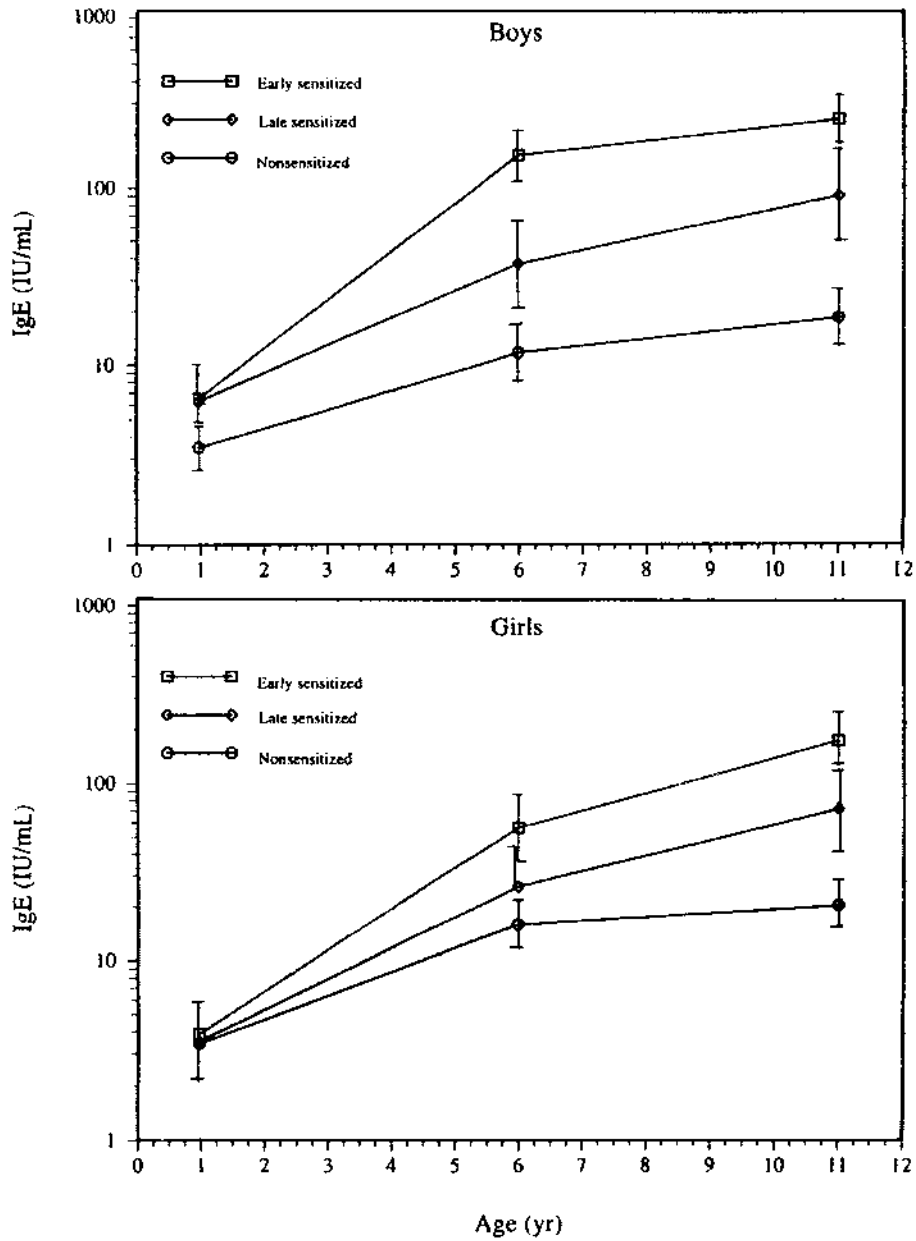 1000
Boys
Early sensitized
Late sensitized
Nonsensitized
100
IgE (IU/mL)
10
1
0 1 2 3 4 5 6 7 8 9 10 11 12
1000
Girls
Early sensitized
Late sensitized
Nonsensitized
100
IgE (IU/mL)
10
1
0 1 2 3 4 5 6 7 8 9 10 11 12
Age (yr)